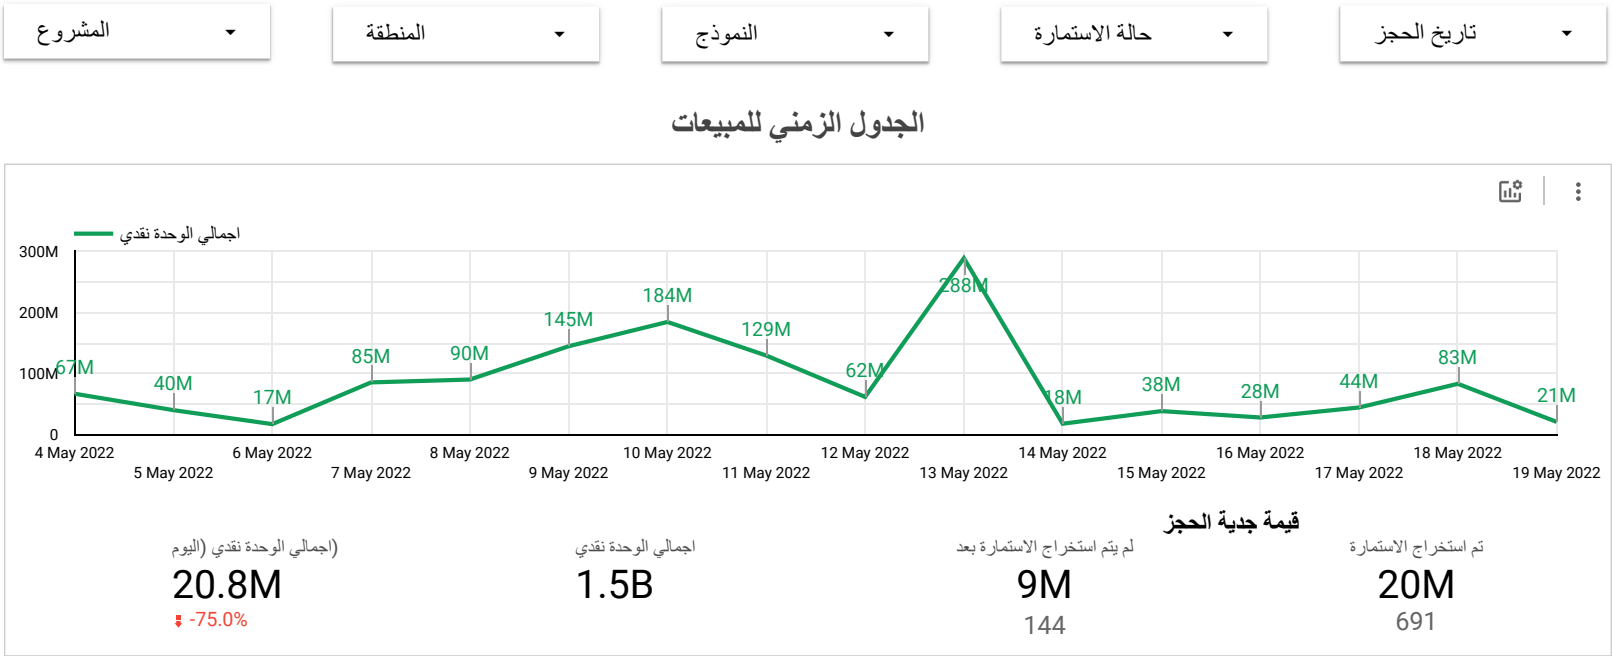 المشروع
المنطقة
النموذج
حالة الاستمارة
تاريخ الحجز
الجدول الزمني للمبيعات
اجمالي الوحدة نقدي
300M
200M
100M
0
67M
40M
17M
85M
90M
145M
184M
129M
62M
288M
18M
38M
28M
44M
83M
21M
4 May 2022
5 May 2022
6 May 2022
7 May 2022
8 May 2022
9 May 2022
10 May 2022
11 May 2022
12 May 2022
13 May 2022
14 May 2022
15 May 2022
16 May 2022
17 May 2022
18 May 2022
19 May 2022
قيمة جدية الحجز
تم استخراج الاستمارة
20M
691
لم يتم استخراج الاستمارة بعد
9M
144
اجمالي الوحدة نقدي
1.5B
(اجمالي الوحدة نقدي (اليوم
20.8M
-75.0%